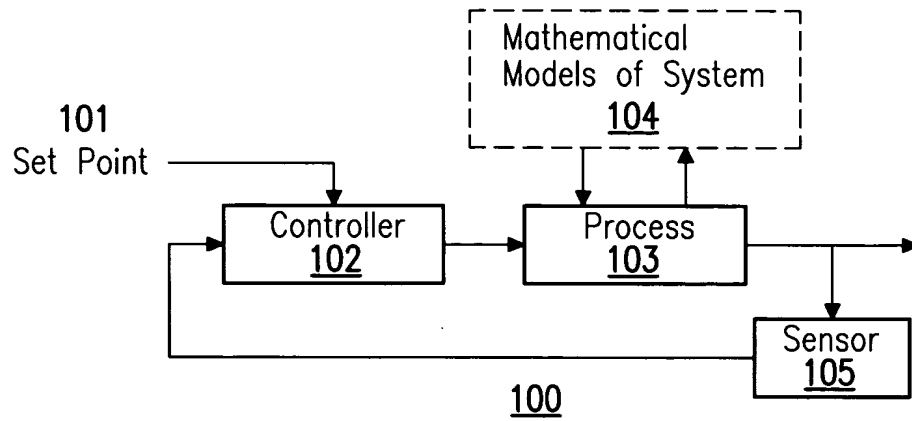 Mathematical
Models of System
104
101
Set Point
Controller
102
Process
103
Sensor
105
100